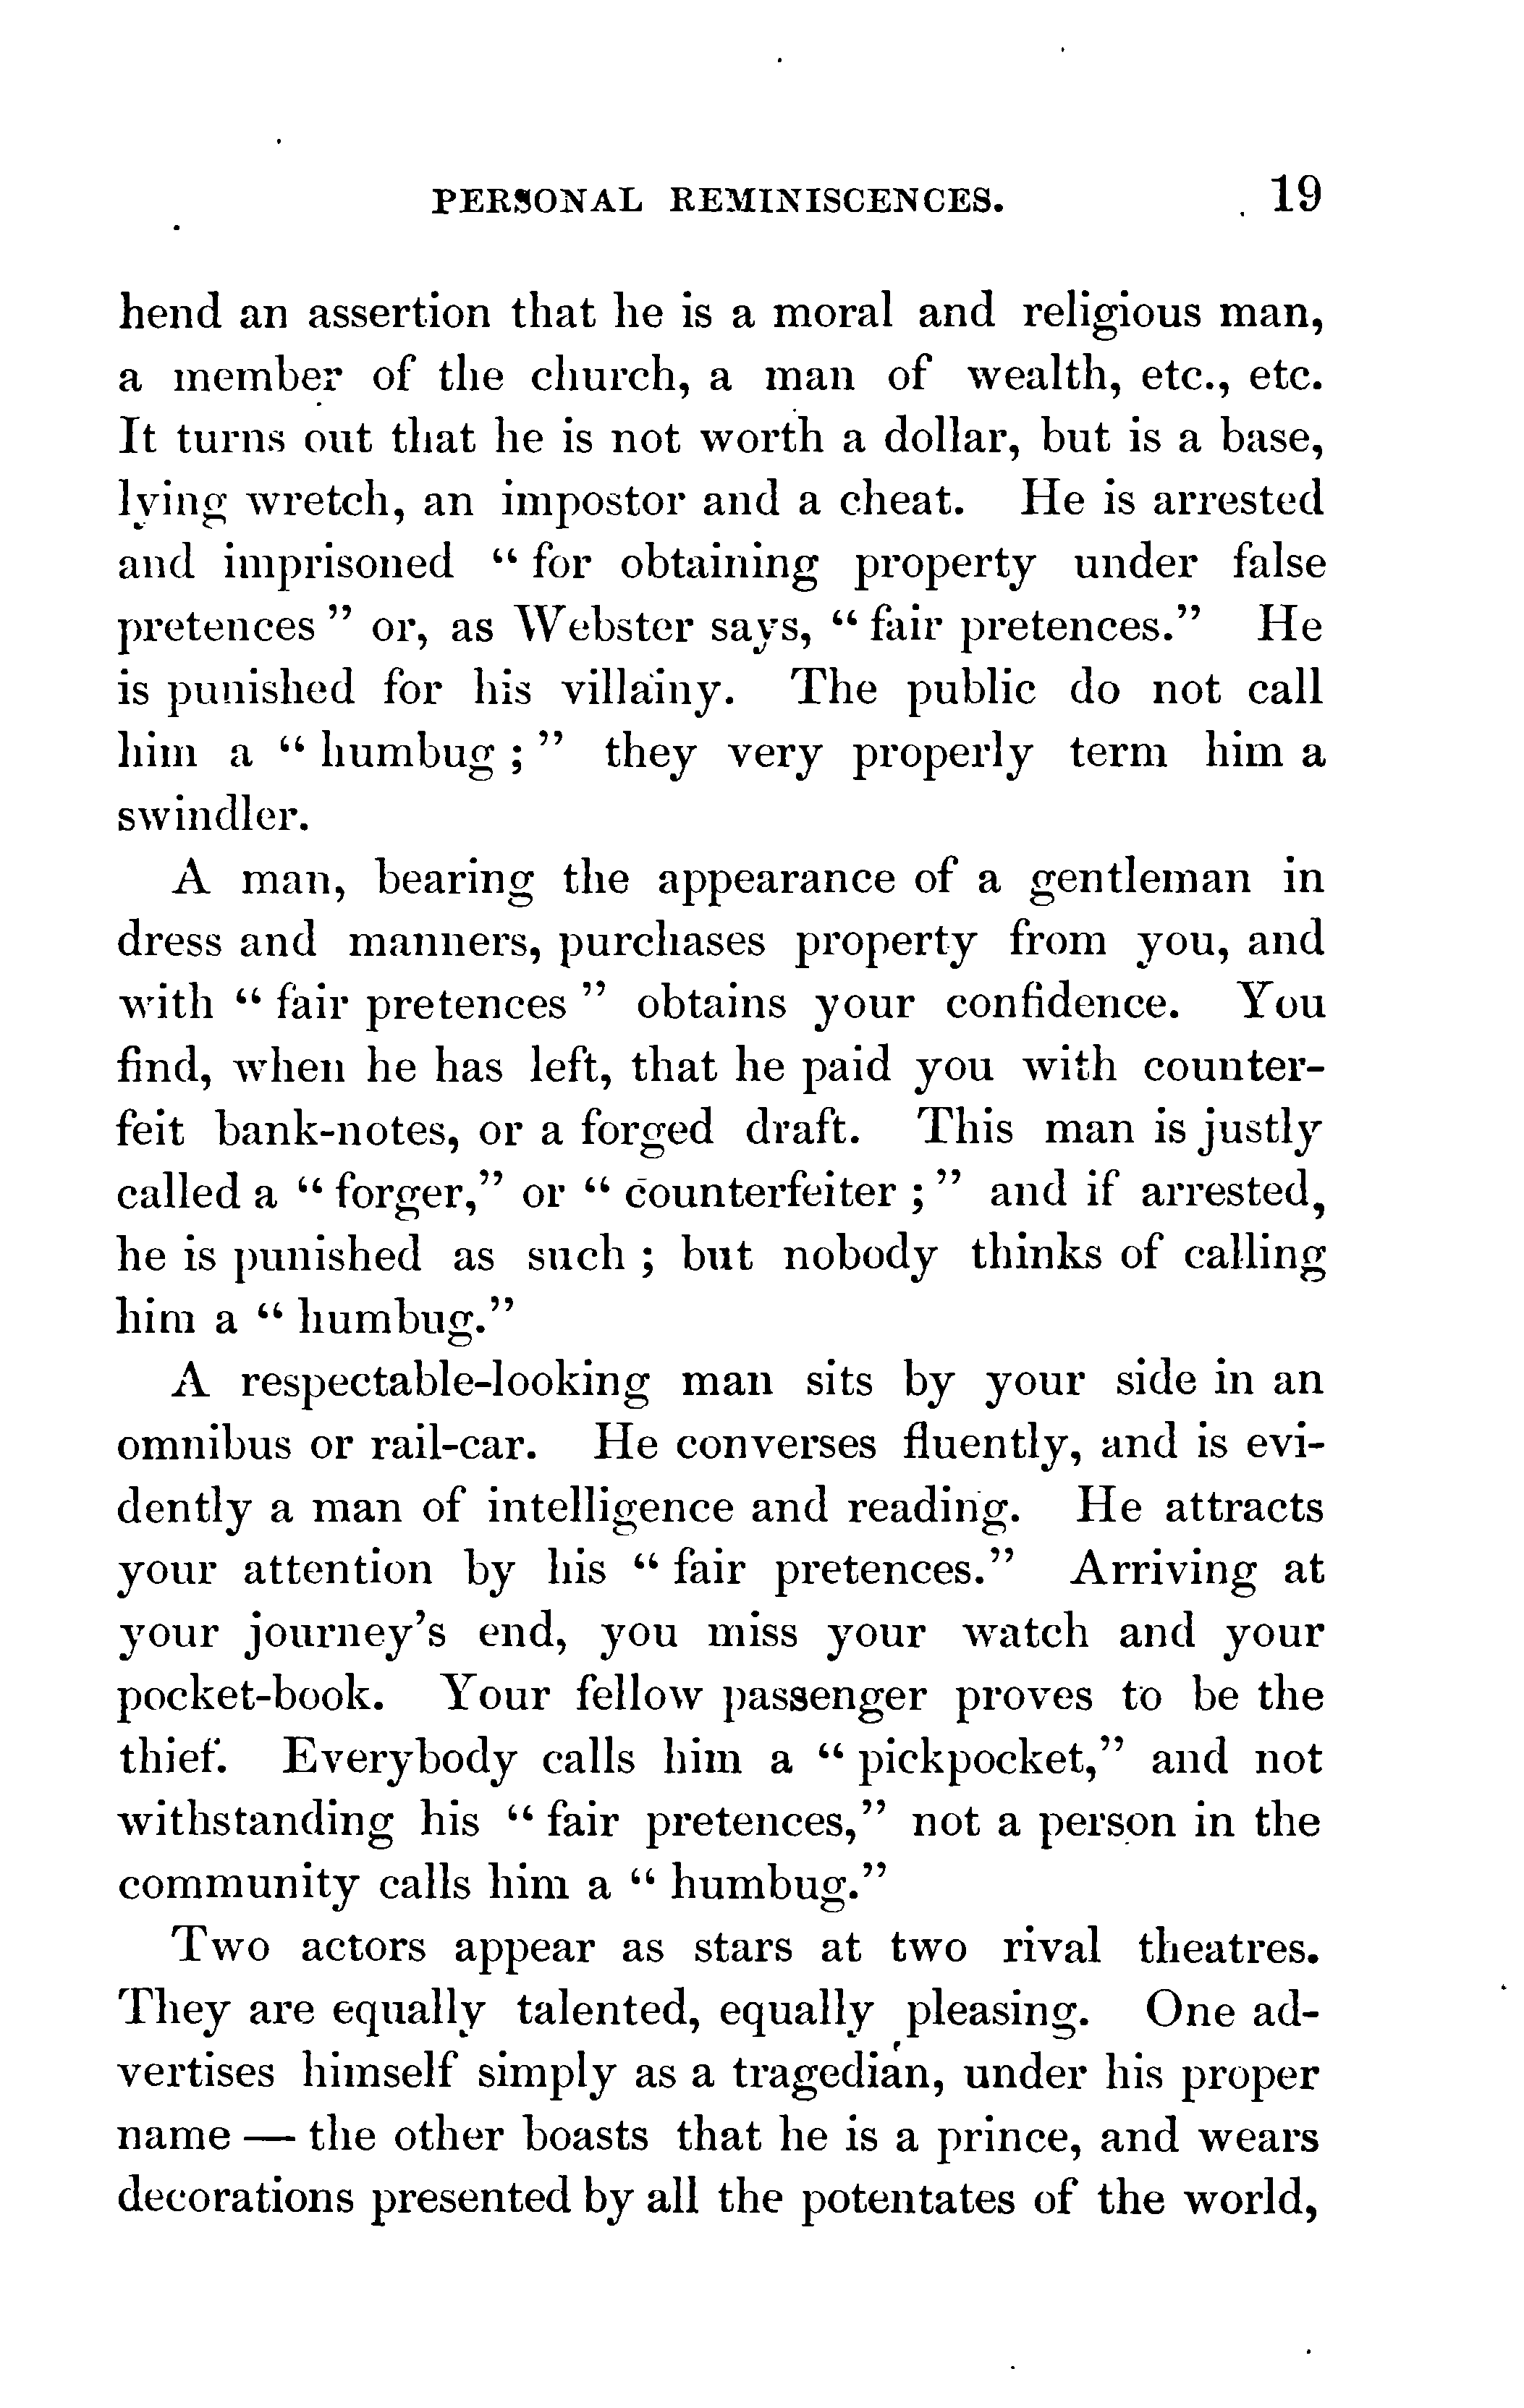 PERSONAL REMINISCENCES. 19
hend an assertion that he is a moral and religious man,
a member of the church, a man of wealth, etc., etc.
It turns out that he is not worth a dollar, but is a base,
lying wretch, an impostor and a cheat. He is arrested
and imprisoned “ for obtaining property under false
pretences ” or, as Webster says, “ fair pretences.” He
is punished for his villainy. The public do not call
him a “ humbug ; ” they very properly term him a
swindler.
A man, bearing the appearance of a gentleman in
dress and manners, purchases property from you, and
with “ fair pretences ” obtains your confidence. You
find, when he has left, that he paid you with counter-
feit bank-notes, or a forged draft. This man is justly
called a “ forger,” or “ counterfeiter ; ” and if arrested,
he is punished as such ; but nobody thinks of calling
him a “ humbug.”
A respectable-looking man sits by your side in an
omnibus or rail-car. He converses fluently, and is evi-
dently a man of intelligence and reading. He attracts
your attention by his “ fair pretences.” Arriving at
your journey’s end, you miss your watch and your
pocket-book. Your fellow passenger proves to be the
thief. Everybody calls him a “ pickpocket,” and not
withstanding his “ fair pretences,” not a person in the
community calls him a “ humbug.”
Two actors appear as stars at two rival theatres.
They are equally talented, equally pleasing. One ad-
vertises himself simply as a tragedian, under his proper
name — the other boasts that he is a prince, and wears
decorations presented by all the potentates of the world,